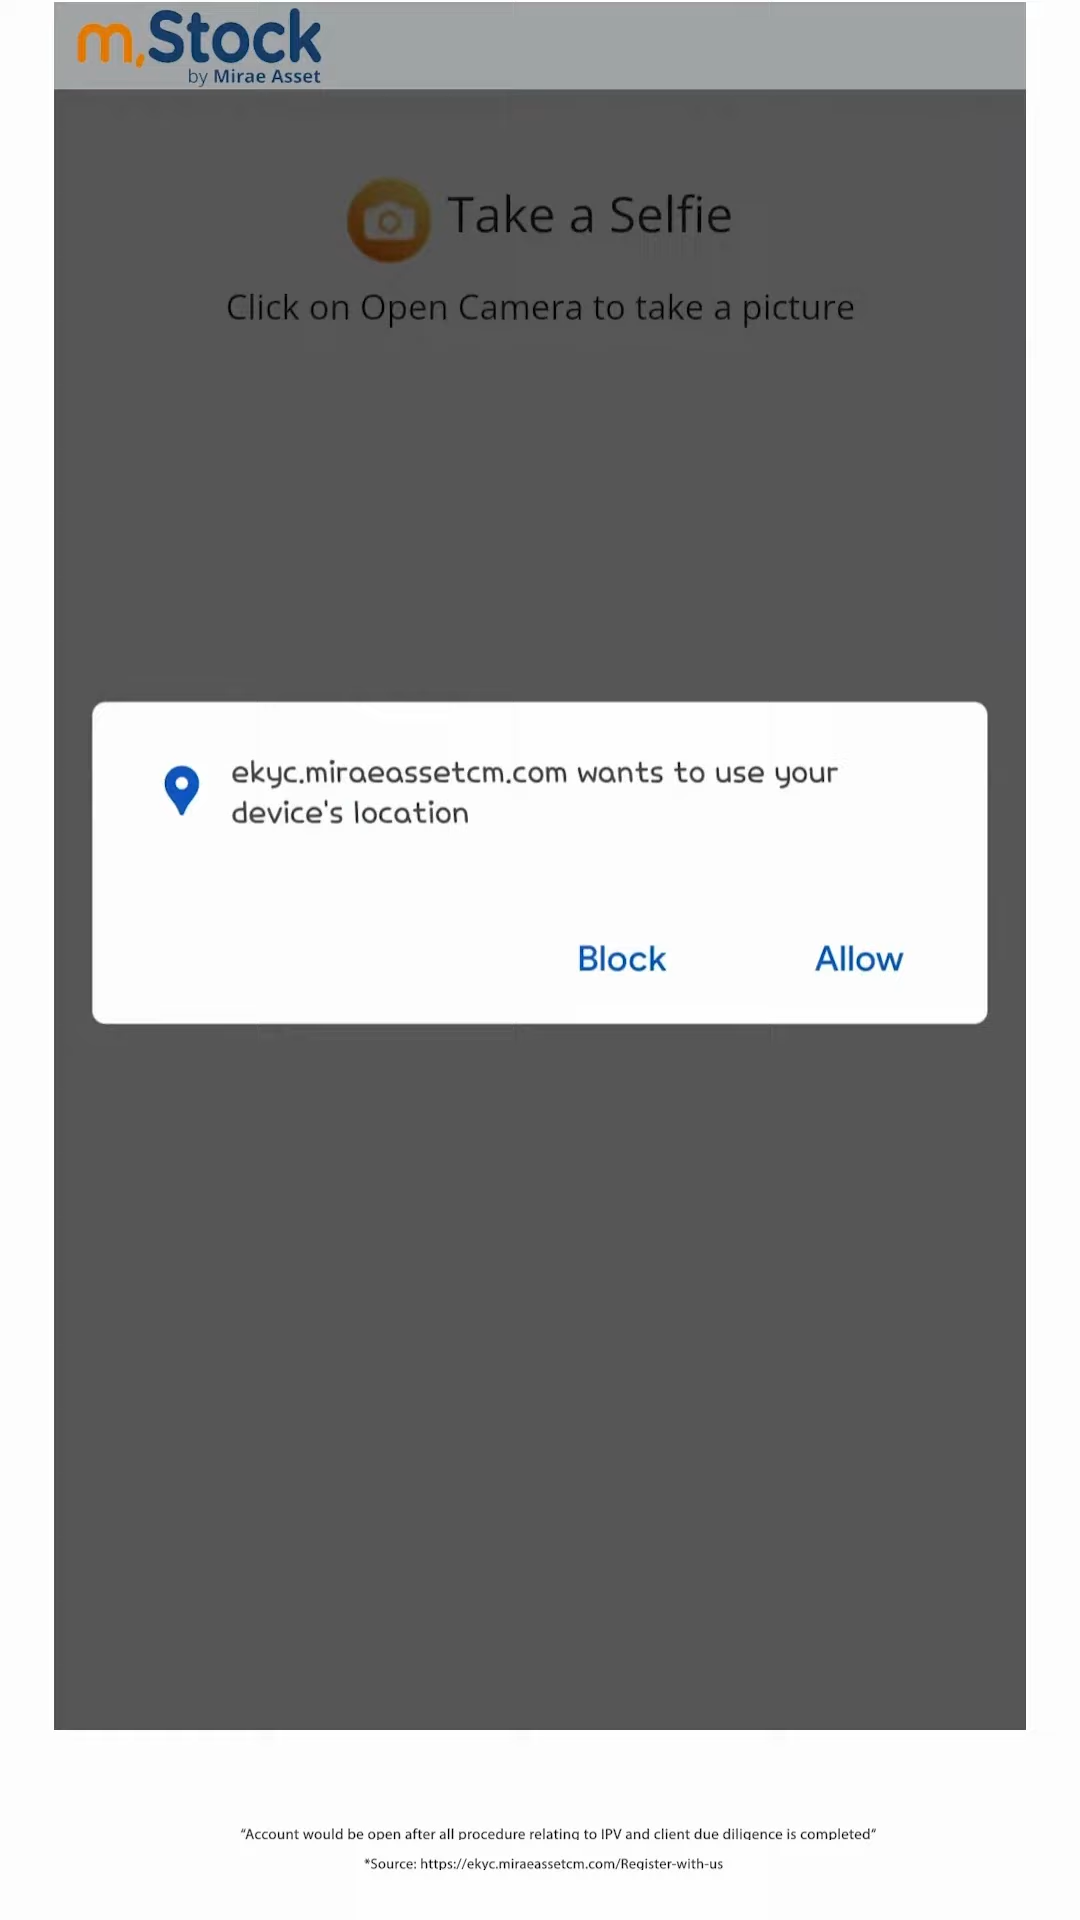 m.Stock
by Mirae Asset
Take a Selfie
Click on Open Camera to take a picture
ekyc.miraeassetcm.com wants to use your
device's location
Block
Allow
“Account would be open after all procedure relating to IPV and client due diligence is completed”
*Source: https://ekyc.miraeassetcm.com/Register-with-us